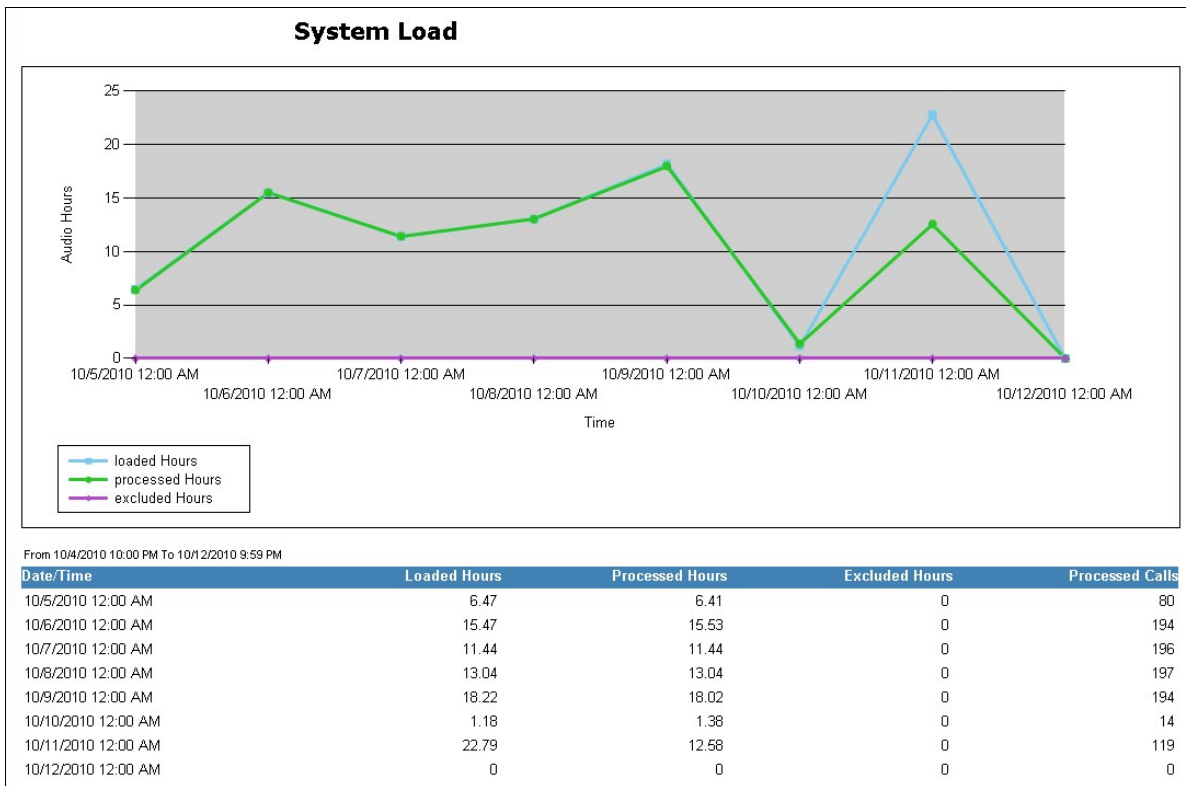 System Load
25
20
15
10
5
0
Audio Hours
10/5/2010 12:00 AM 10/7/2010 12:00 AM 10/9/2010 12:00 AM 10/11/2010 12:00 AM
10/6/2010 12:00 AM 10/8/2010 12:00 AM 10/10/2010 12:00 AM 10/12/2010 12:00 AM
Time
loaded Hours
processed Hours
excluded Hours
From 10/4/2010 10:00 PM To 10/12/2010 9:59 PM
Date/Time Loaded Hours Processed Hours Excluded Hours Processed Calls
10/5/2010 12:00 AM 6.47 6.41 0 80
10/6/2010 12:00 AM 15.47 15.53 0 194
10/7/2010 12:00 AM 11.44 11.44 0 196
10/8/2010 12:00 AM 13.04 13.04 0 197
10/9/2010 12:00 AM 18.22 18.02 0 194
10/10/2010 12:00 AM 1.18 1.38 0 14
10/11/2010 12:00 AM 22.79 12.58 0 119
10/12/2010 12:00 AM 0 0 0 0